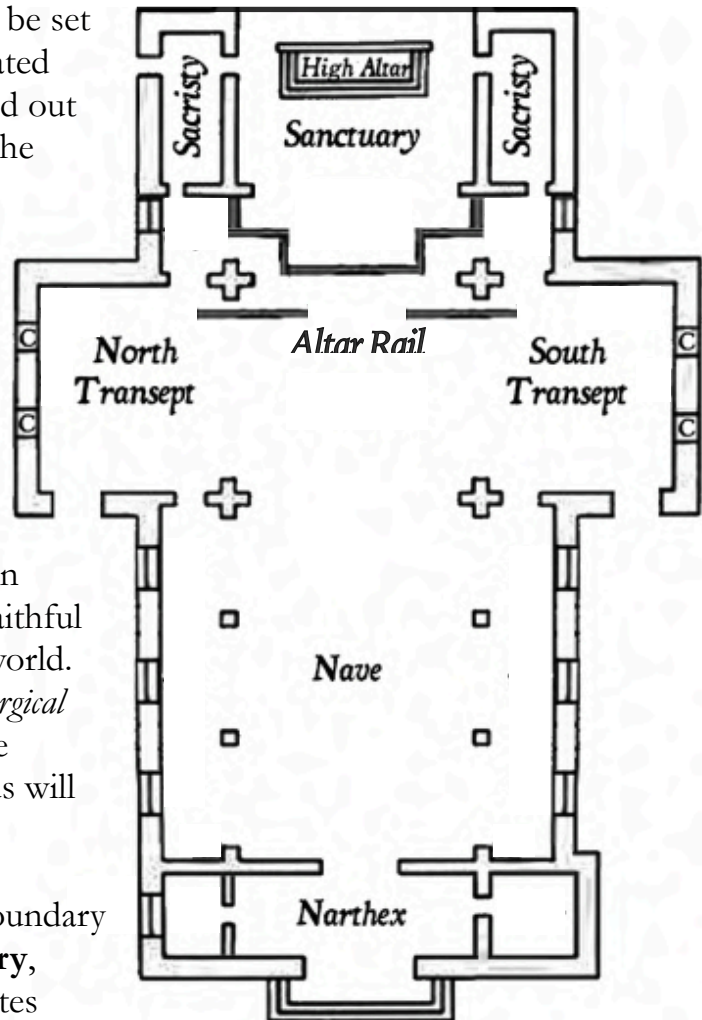 be set
ated
d out
he
High Altar
Sacristy
Sacristy
Sanctuary
Altar Rail
North
Transept
South
Transept
C
C
C
C
n
aithful
world.
rgical
e
s will
Nave
Narthex
oundary
ry,
tes